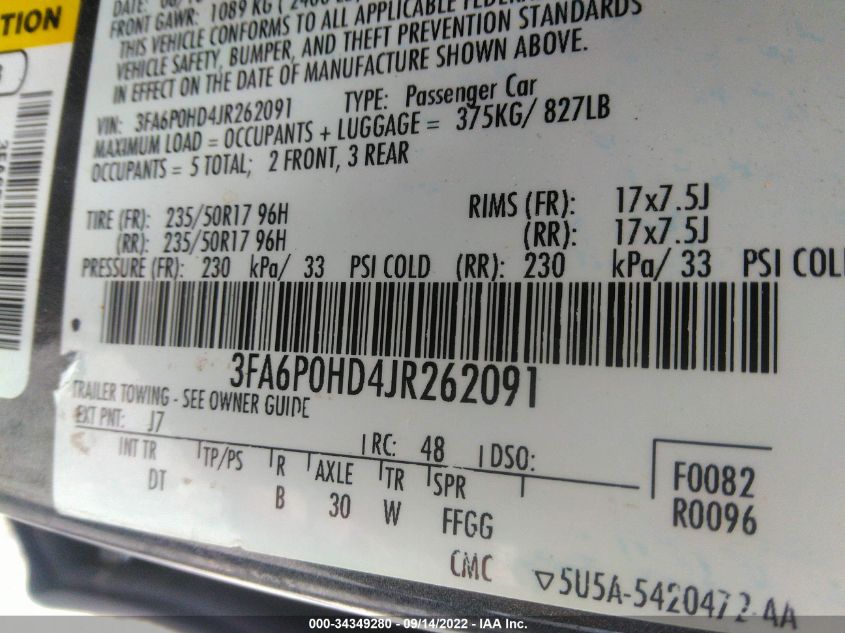 DATE:
FRONT GAWR: 1089 KG
THIS VEHICLE CONFORMS TO ALL APPLICABLE FEDERAL
VEHICLE SAFETY, BUMPER, AND THEFT PREVENTION STANDARDS
IN EFFECT ON THE DATE OF MANUFACTURE SHOWN ABOVE.
VIN: 3FA6P0HD4JR262091 TYPE: Passenger Car
MAXIMUM LOAD = OCCUPANTS + LUGGAGE = 375KG/ 827LB
OCCUPANTS = 5 TOTAL; 2 FRONT, 3 REAR
TIRE (FR): 235/50R17 96H RIMS (FR): 17x7.5J
(RR): 235/50R17 96H (RR): 17x7.5J
PRESSURE (FR): 230 kPa/ 33 PSI COLD (RR): 230 kPa/ 33 PSI COLD
3FA6P0HD4JR262091
TRAILER TOWING - SEE OWNER GUIDE
EXT PNT: J7 RC: 48 DSO:
INT TR TP/PS R AXLE TR SPR
DT B 30 W FFGG
CMC
F0082
R0096
5U5A-5420472-AA
000-34349280 - 09/14/2022 - IAA Inc.